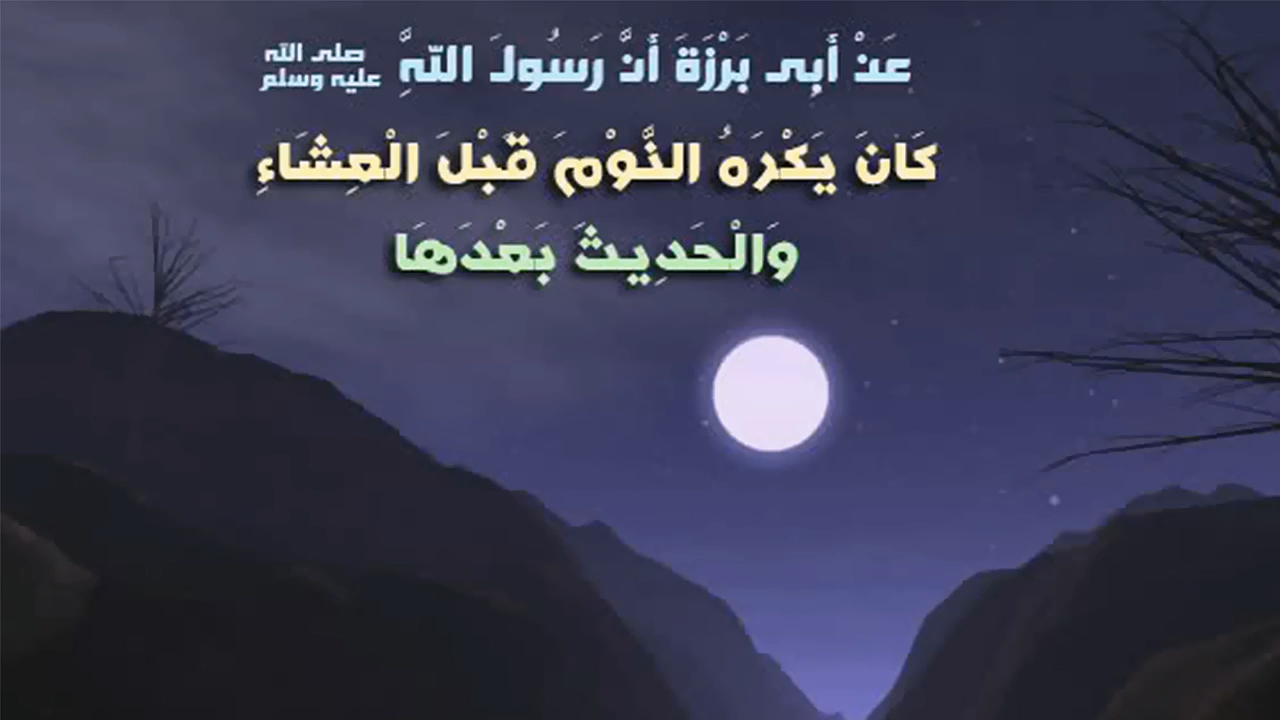 عَنْ أَبِى بَرْزَةَ أَنَّ رَسُولَ اللَّهِ صلى الله عليه وسلم
كَانَ يَكْرَهُ النَّوْمَ قَبْلَ الْعِشَاءِ
وَالْحَدِيثَ بَعْدَهَا